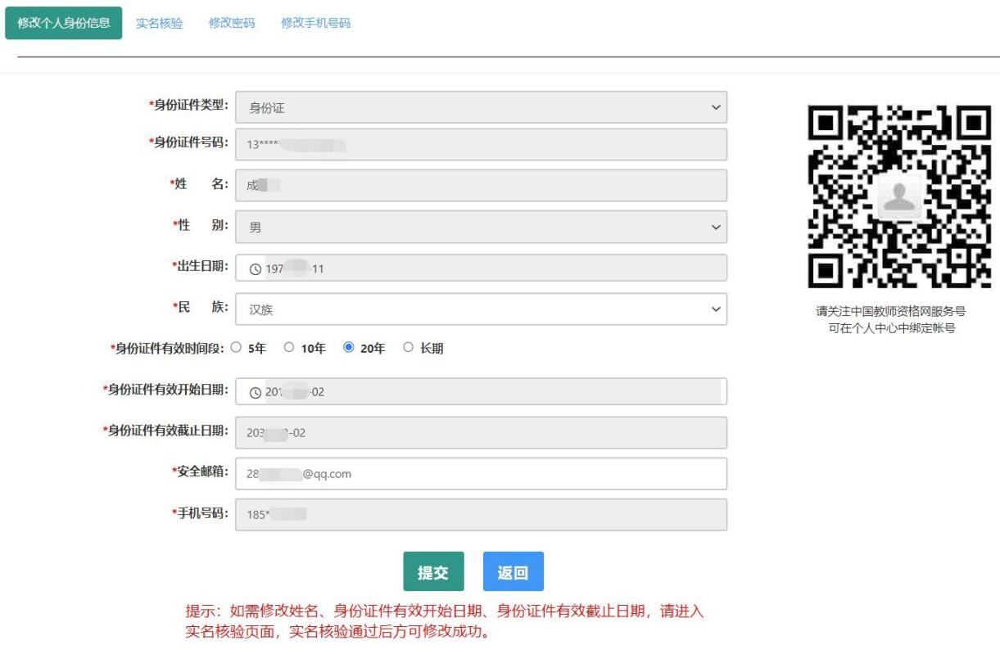 修改个人身份信息 实名核验 修改密码 修改手机号码
*身份证件类型: 身份证
*身份证件号码: 13****
*姓 名: 成
*性 别: 男
*出生日期: 197 -11
*民 族: 汉族
*身份证件有效时间段: 5年 10年 20年 长期
*身份证件有效开始日期: 201 -02
*身份证件有效截止日期: 203 -02
*安全邮箱: 28 @qq.com
*手机号码: 185*
请关注中国教师资格网服务号
可在个人中心中绑定帐号
提交 返回
提示：如需修改姓名、身份证件有效开始日期、身份证件有效截止日期，请进入
实名核验页面，实名核验通过后方可修改成功。